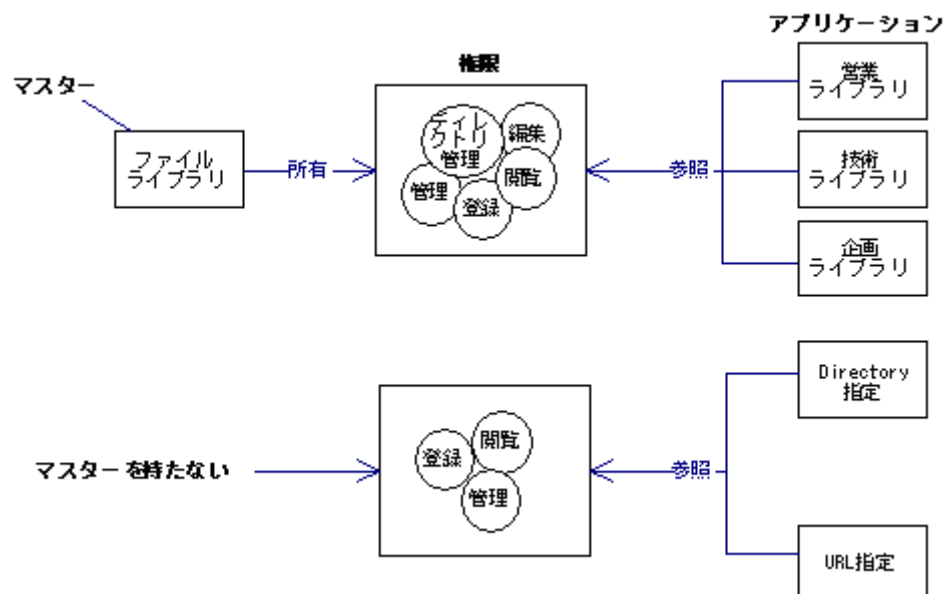 アプリケーション
権限
マスター
営業
ライブラリ
ディレ
クトリ
管理
編集
ファイル
ライブラリ
所有
閲覧
管理
登録
参照
技術
ライブラリ
企画
ライブラリ
Directory
指定
マスターを持たない
登録
閲覧
管理
参照
URL指定